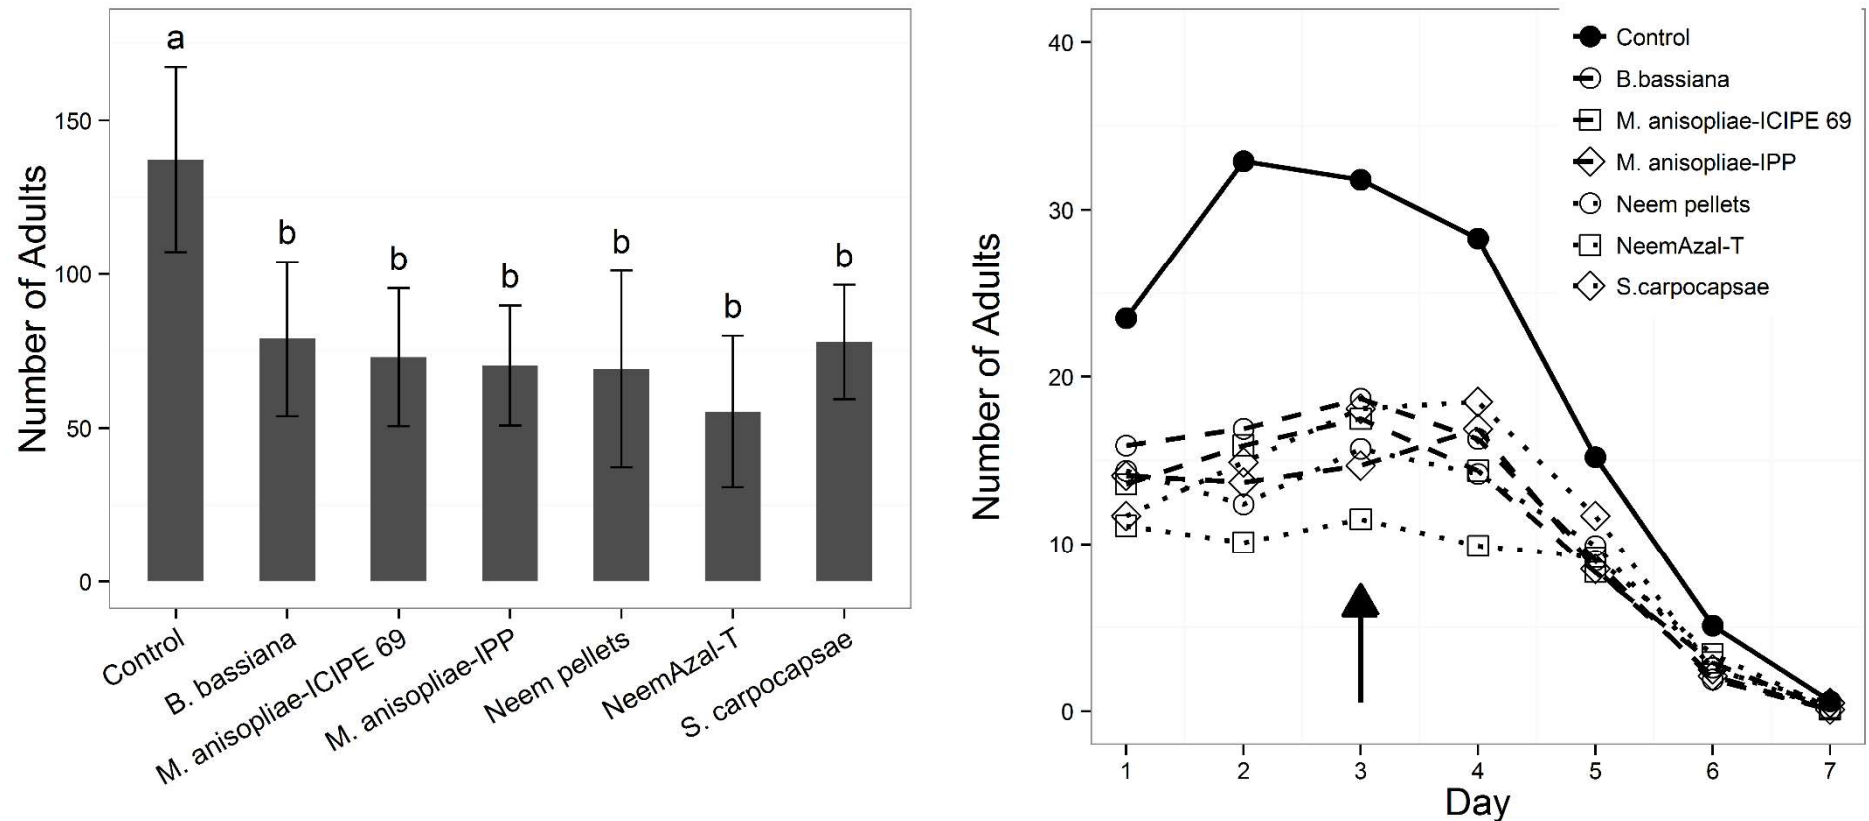 Number of Adults
150
100
50
0
a
b
b
b
b
b
b
Control
B. bassiana
M. anisopliae-ICIPE 69
M. anisopliae-IPP
Neem pellets
NeemAzal-T
S. carpocapsae
Number of Adults
40
30
20
10
0
Control
B.bassiana
M. anisopliae-ICIPE 69
M. anisopliae-IPP
Neem pellets
NeemAzal-T
S.carpocapsae
1 2 3 4 5 6 7
Day